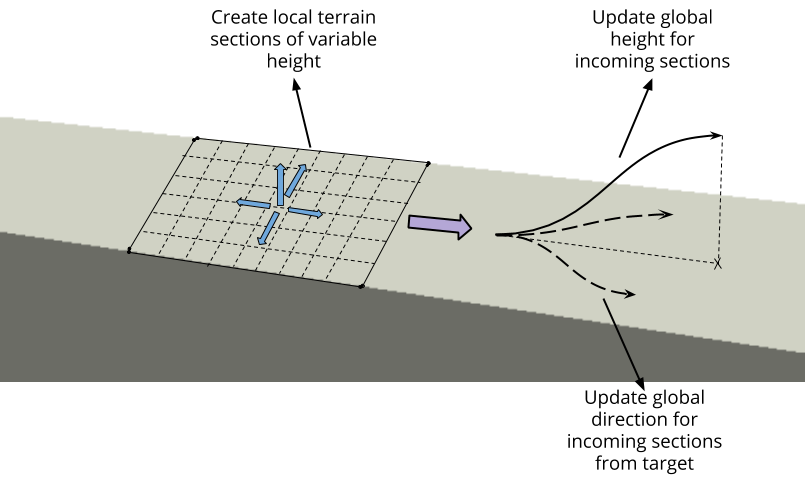 Create local terrain
sections of variable
height
Update global
height for
incoming sections
X
Update global
direction for
incoming sections
from target